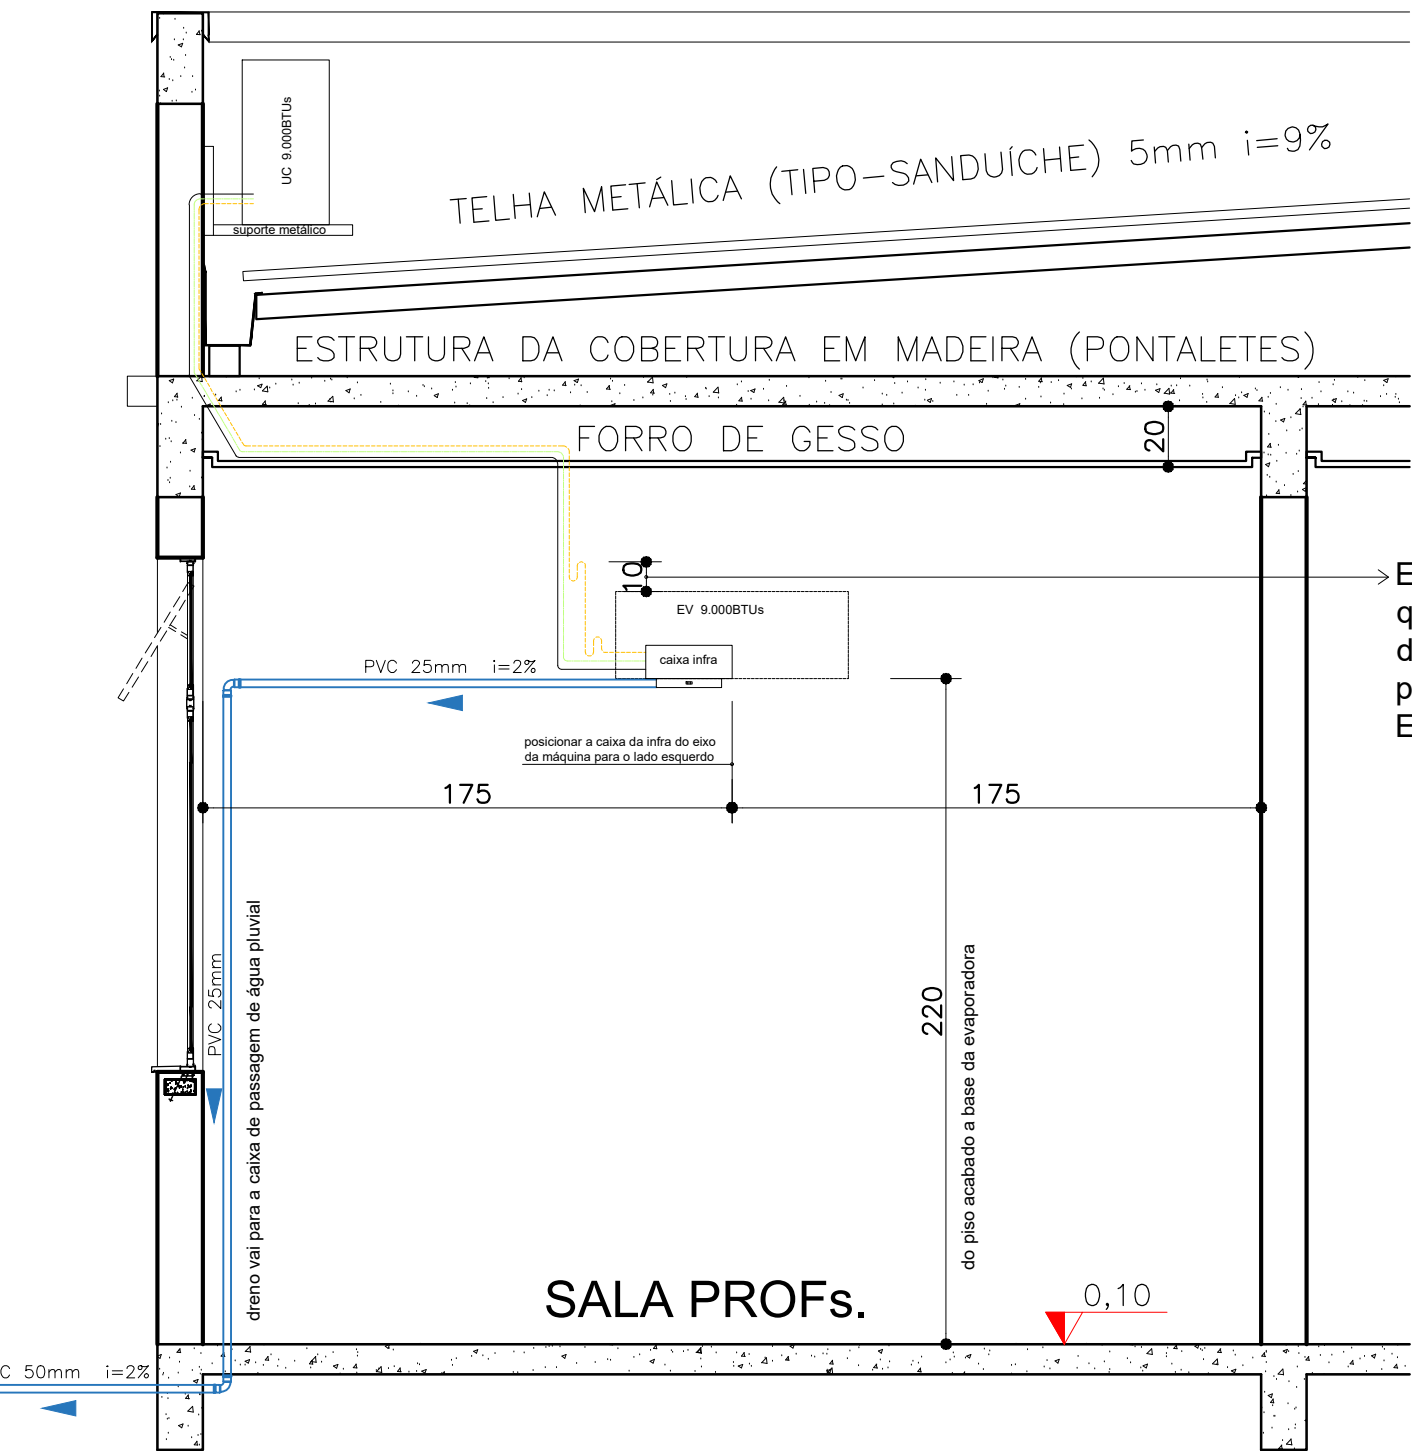 UC 9.000BTUs
suporte metálico
TELHA METÁLICA (TIPO-SANDUÍCHE) 5mm i=9%
ESTRUTURA DA COBERTURA EM MADEIRA (PONTALETES)
FORRO DE GESSO
20
10
EV 9.000BTUs
caixa infra
PVC 25mm i=2%
posicionar a caixa da infra do eixo
da máquina para o lado esquerdo
175
175
PVC 25mm
dreno vai para a caixa de passagem de água pluvial
220
do piso acabado a base da evaporadora
SALA PROFs.
0,10
C 50mm i=2%
E
q
d
p
E